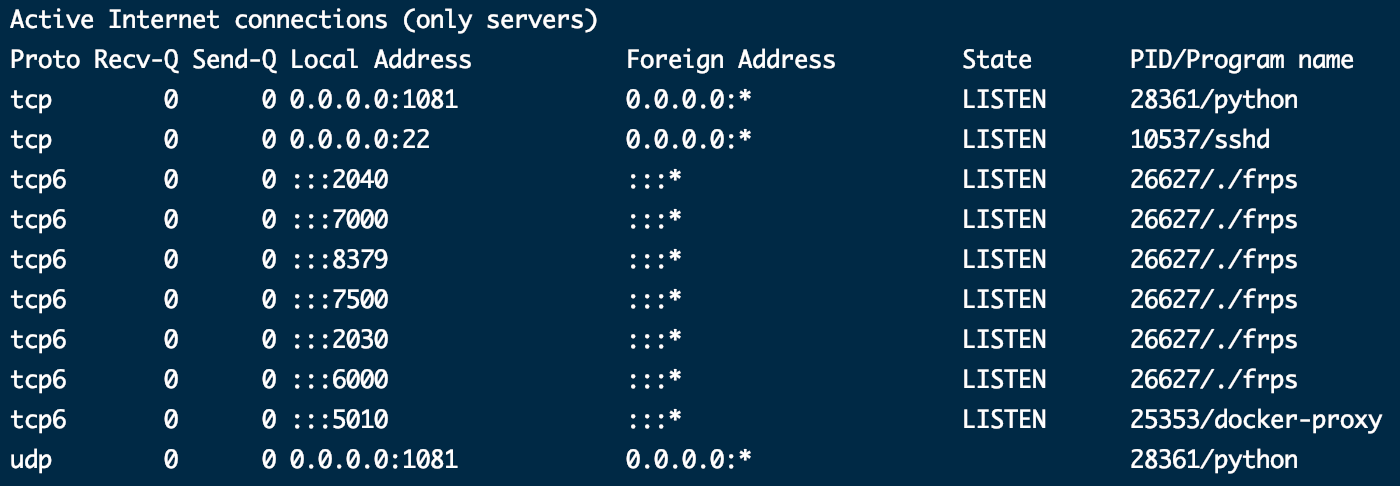 Active Internet connections (only servers)
Proto Recv-Q Send-Q Local Address           Foreign Address         State       PID/Program name
tcp        0      0 0.0.0.0:1081            0.0.0.0:*               LISTEN      28361/python
tcp        0      0 0.0.0.0:22              0.0.0.0:*               LISTEN      10537/sshd
tcp6       0      0 :::2040                 :::*                    LISTEN      26627/./frps
tcp6       0      0 :::7000                 :::*                    LISTEN      26627/./frps
tcp6       0      0 :::8379                 :::*                    LISTEN      26627/./frps
tcp6       0      0 :::7500                 :::*                    LISTEN      26627/./frps
tcp6       0      0 :::2030                 :::*                    LISTEN      26627/./frps
tcp6       0      0 :::6000                 :::*                    LISTEN      26627/./frps
tcp6       0      0 :::5010                 :::*                    LISTEN      25353/docker-proxy
udp        0      0 0.0.0.0:1081            0.0.0.0:*                           28361/python